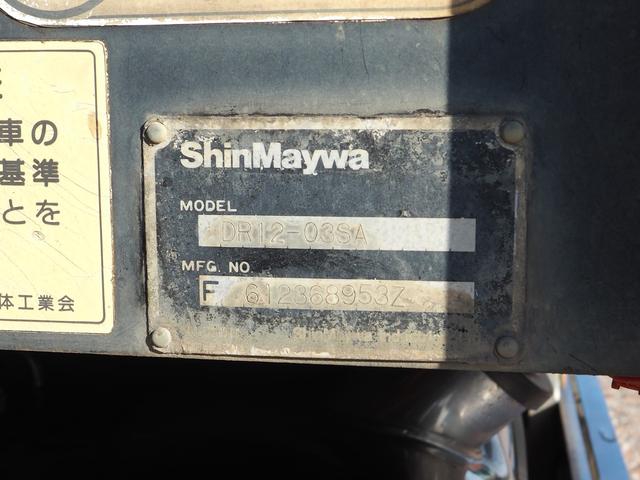 車の
基準
とを
体工業会
ShinMaywa
MODEL
DR12-03SA
MFG. NO
F 612368953Z